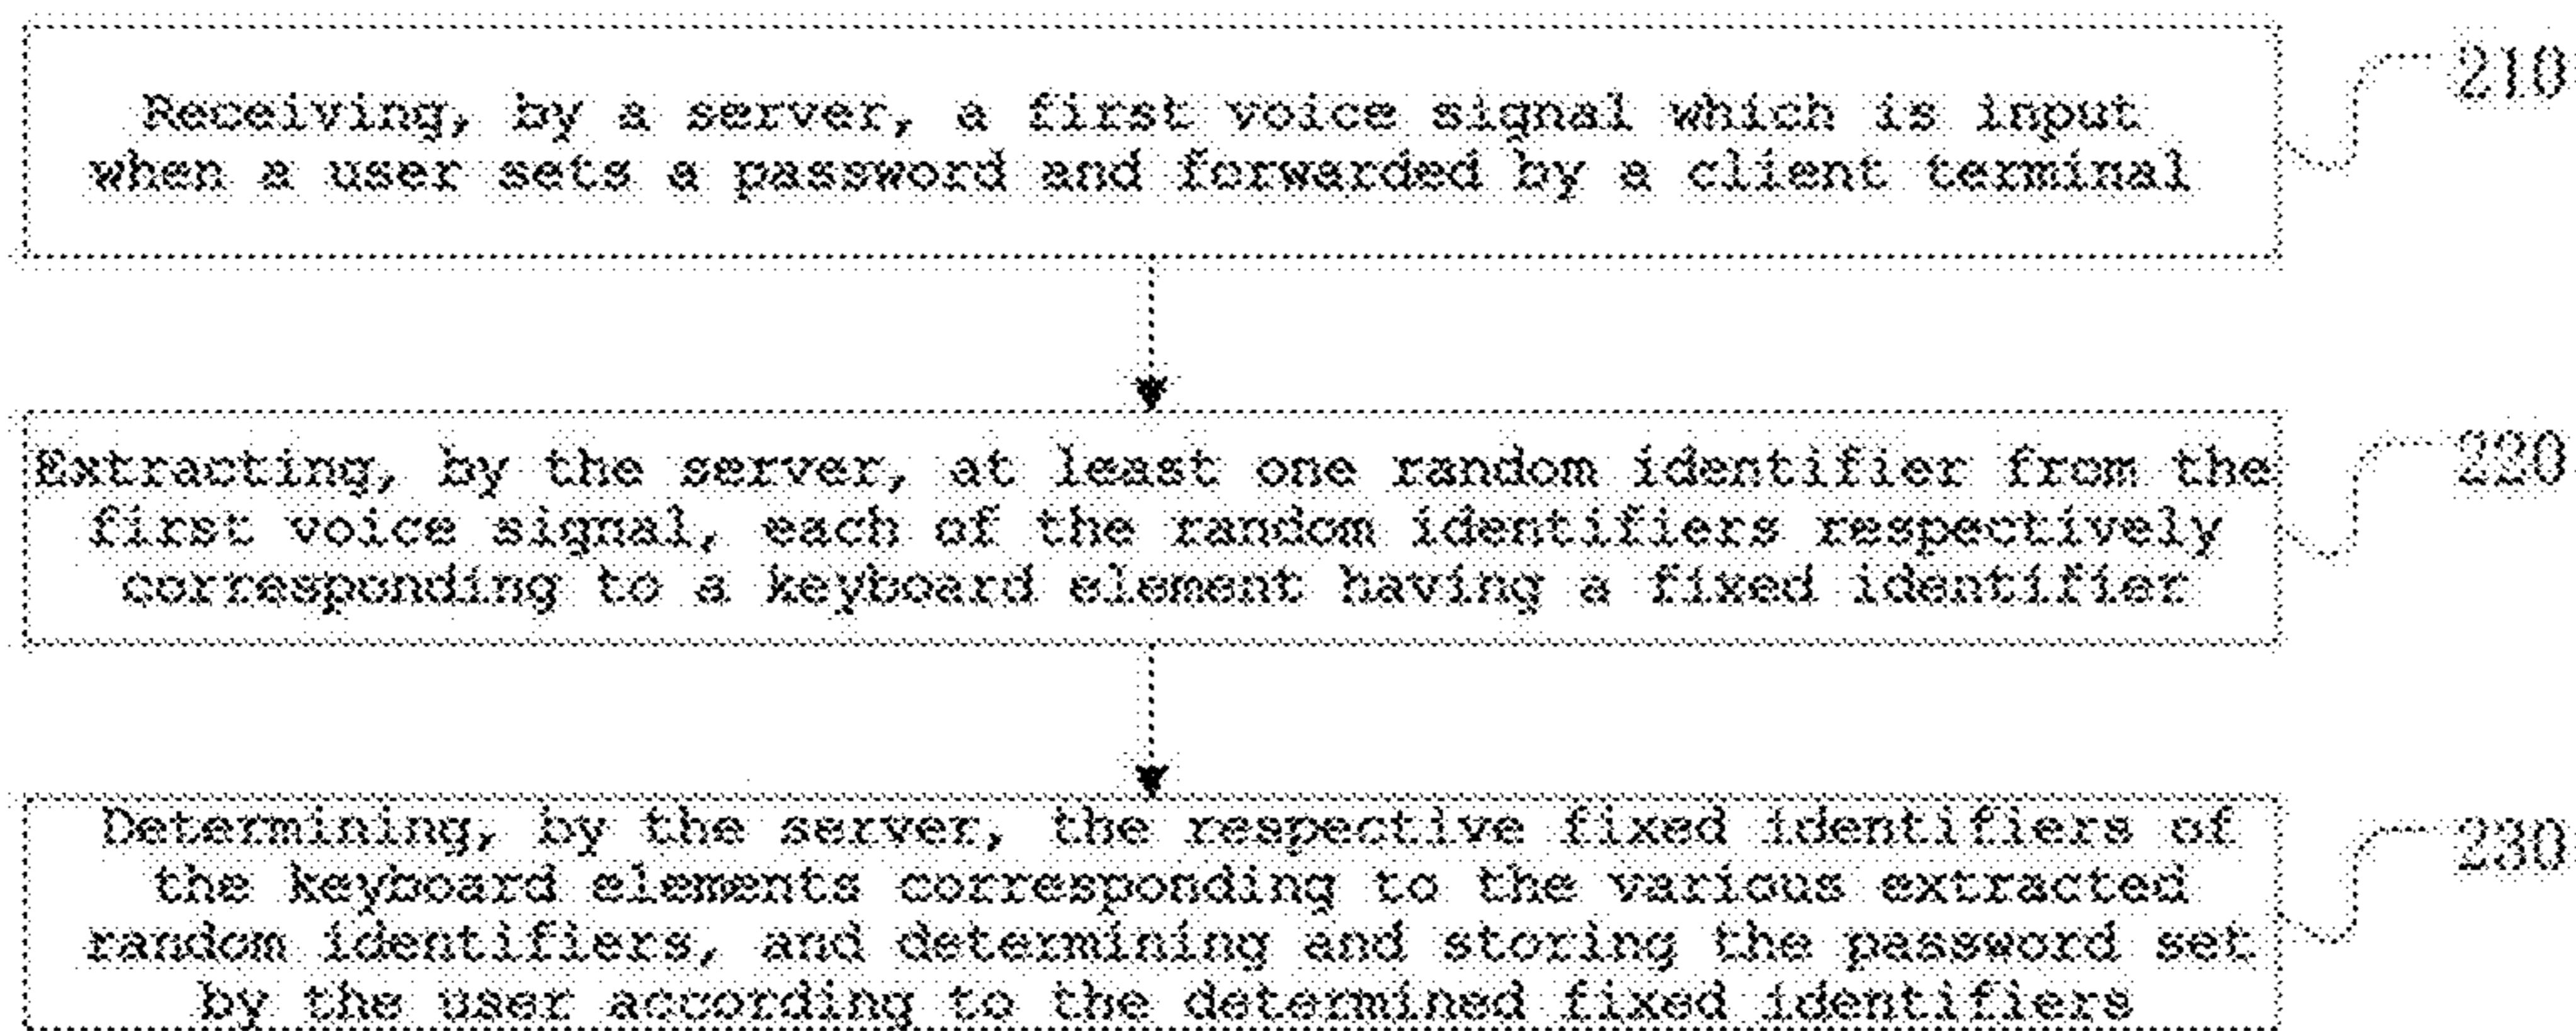 Receiving, by a server, a first voice signal which is input
when a user sets a password and forwarded by a client terminal
210
Extracting, by the server, at least one random identifier from the
first voice signal, each of the random identifiers respectively
corresponding to a keyboard element having a fixed identifier
220
Determining, by the server, the respective fixed identifiers of
the keyboard elements corresponding to the various extracted
random identifiers, and determining and storing the password set
by the user according to the determined fixed identifiers
230